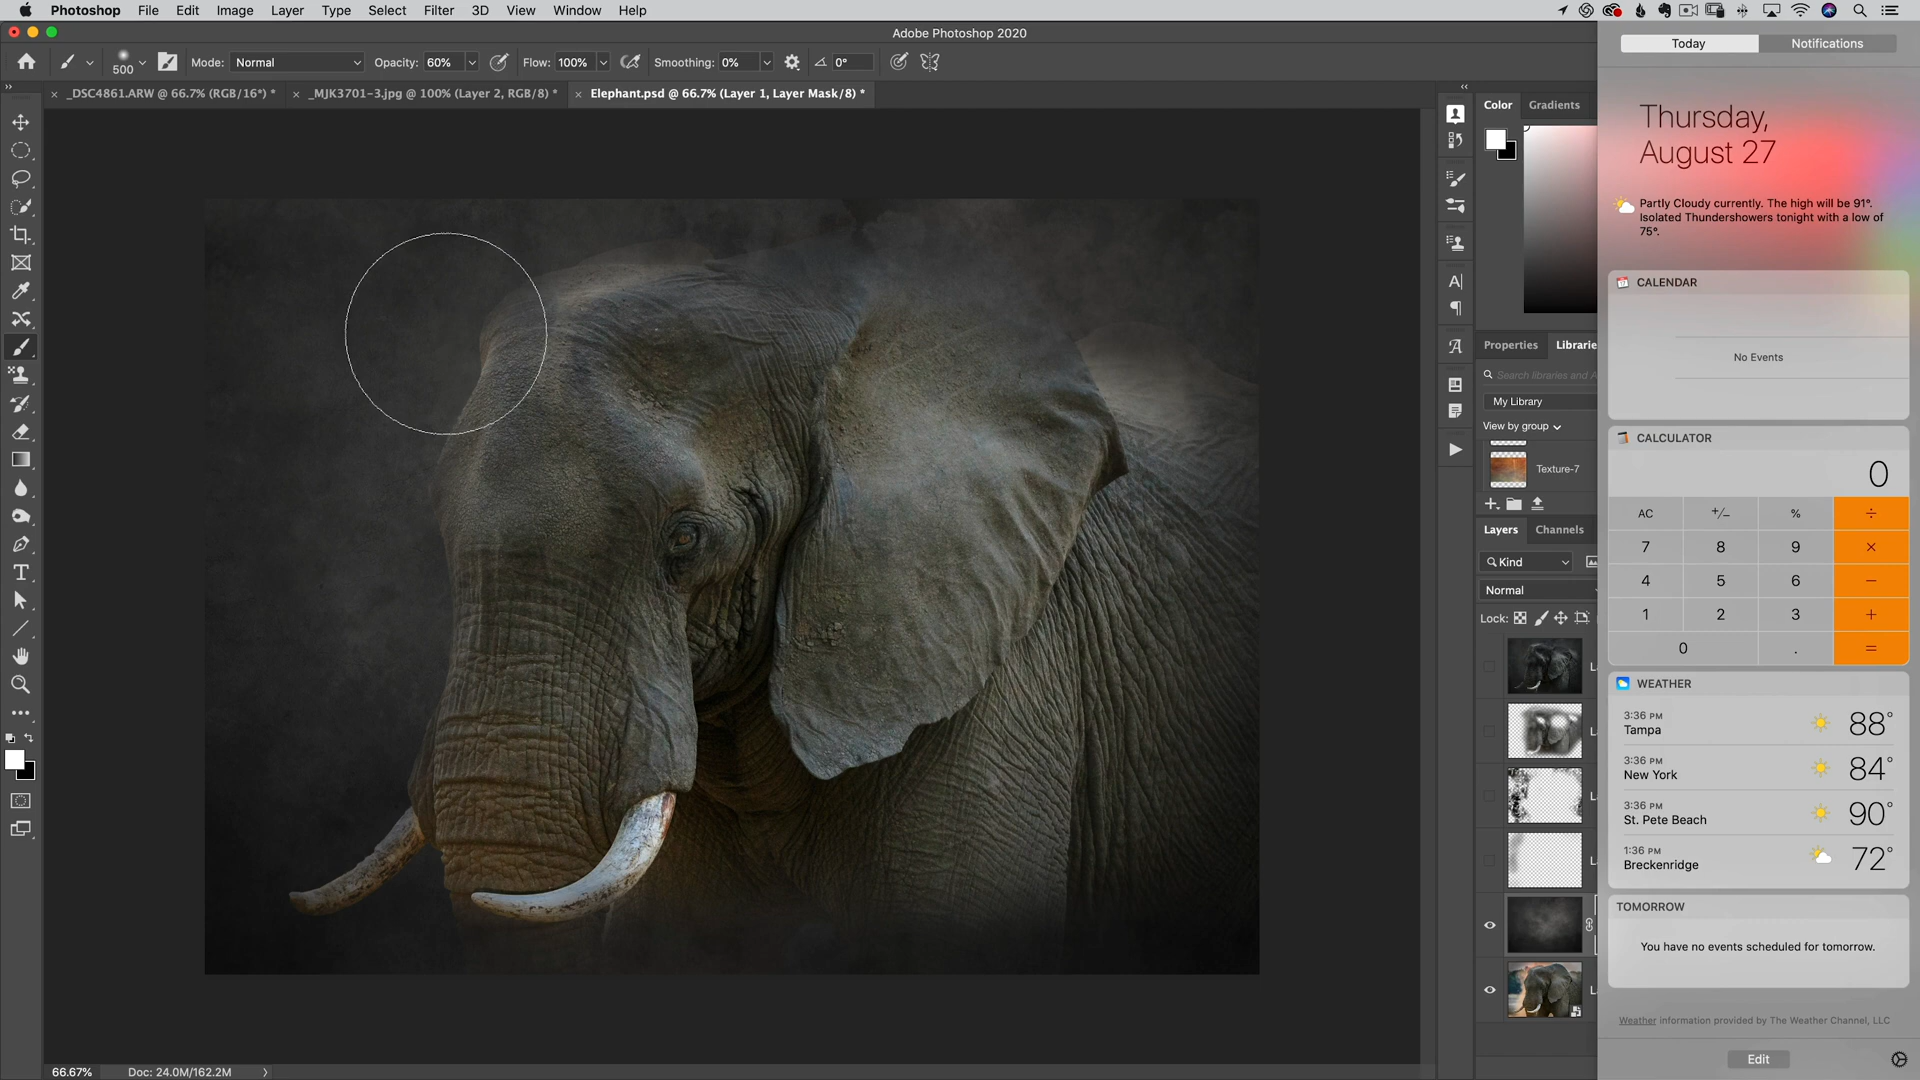 Photoshop File Edit Image Layer Type Select Filter 3D View Window Help
Adobe Photoshop 2020
500 Mode: Normal Opacity: 60% Flow: 100% Smoothing: 0% 0°
_DSC4861.ARW @ 66.7% (RGB/16*) * _MJK3701-3.jpg @ 100% (Layer 2, RGB/8) * Elephant.psd @ 66.7% (Layer 1, Layer Mask/8) *
Color Gradients
Properties Librarie
Search libraries and A
My Library
View by group
Texture-7
Layers Channels
Kind
Normal
Lock:
66.67% Doc: 24.0M/162.2M
Today Notifications
Thursday,
August 27
Partly Cloudy currently. The high will be 91°.
Isolated Thundershowers tonight with a low of
75°.
CALENDAR
No Events
CALCULATOR
0
AC +/− % ÷
7 8 9 ×
4 5 6 −
1 2 3 +
0 . =
WEATHER
3:36 PM
Tampa 88°
3:36 PM
New York 84°
3:36 PM
St. Pete Beach 90°
1:36 PM
Breckenridge 72°
TOMORROW
You have no events scheduled for tomorrow.
Weather information provided by The Weather Channel, LLC
Edit